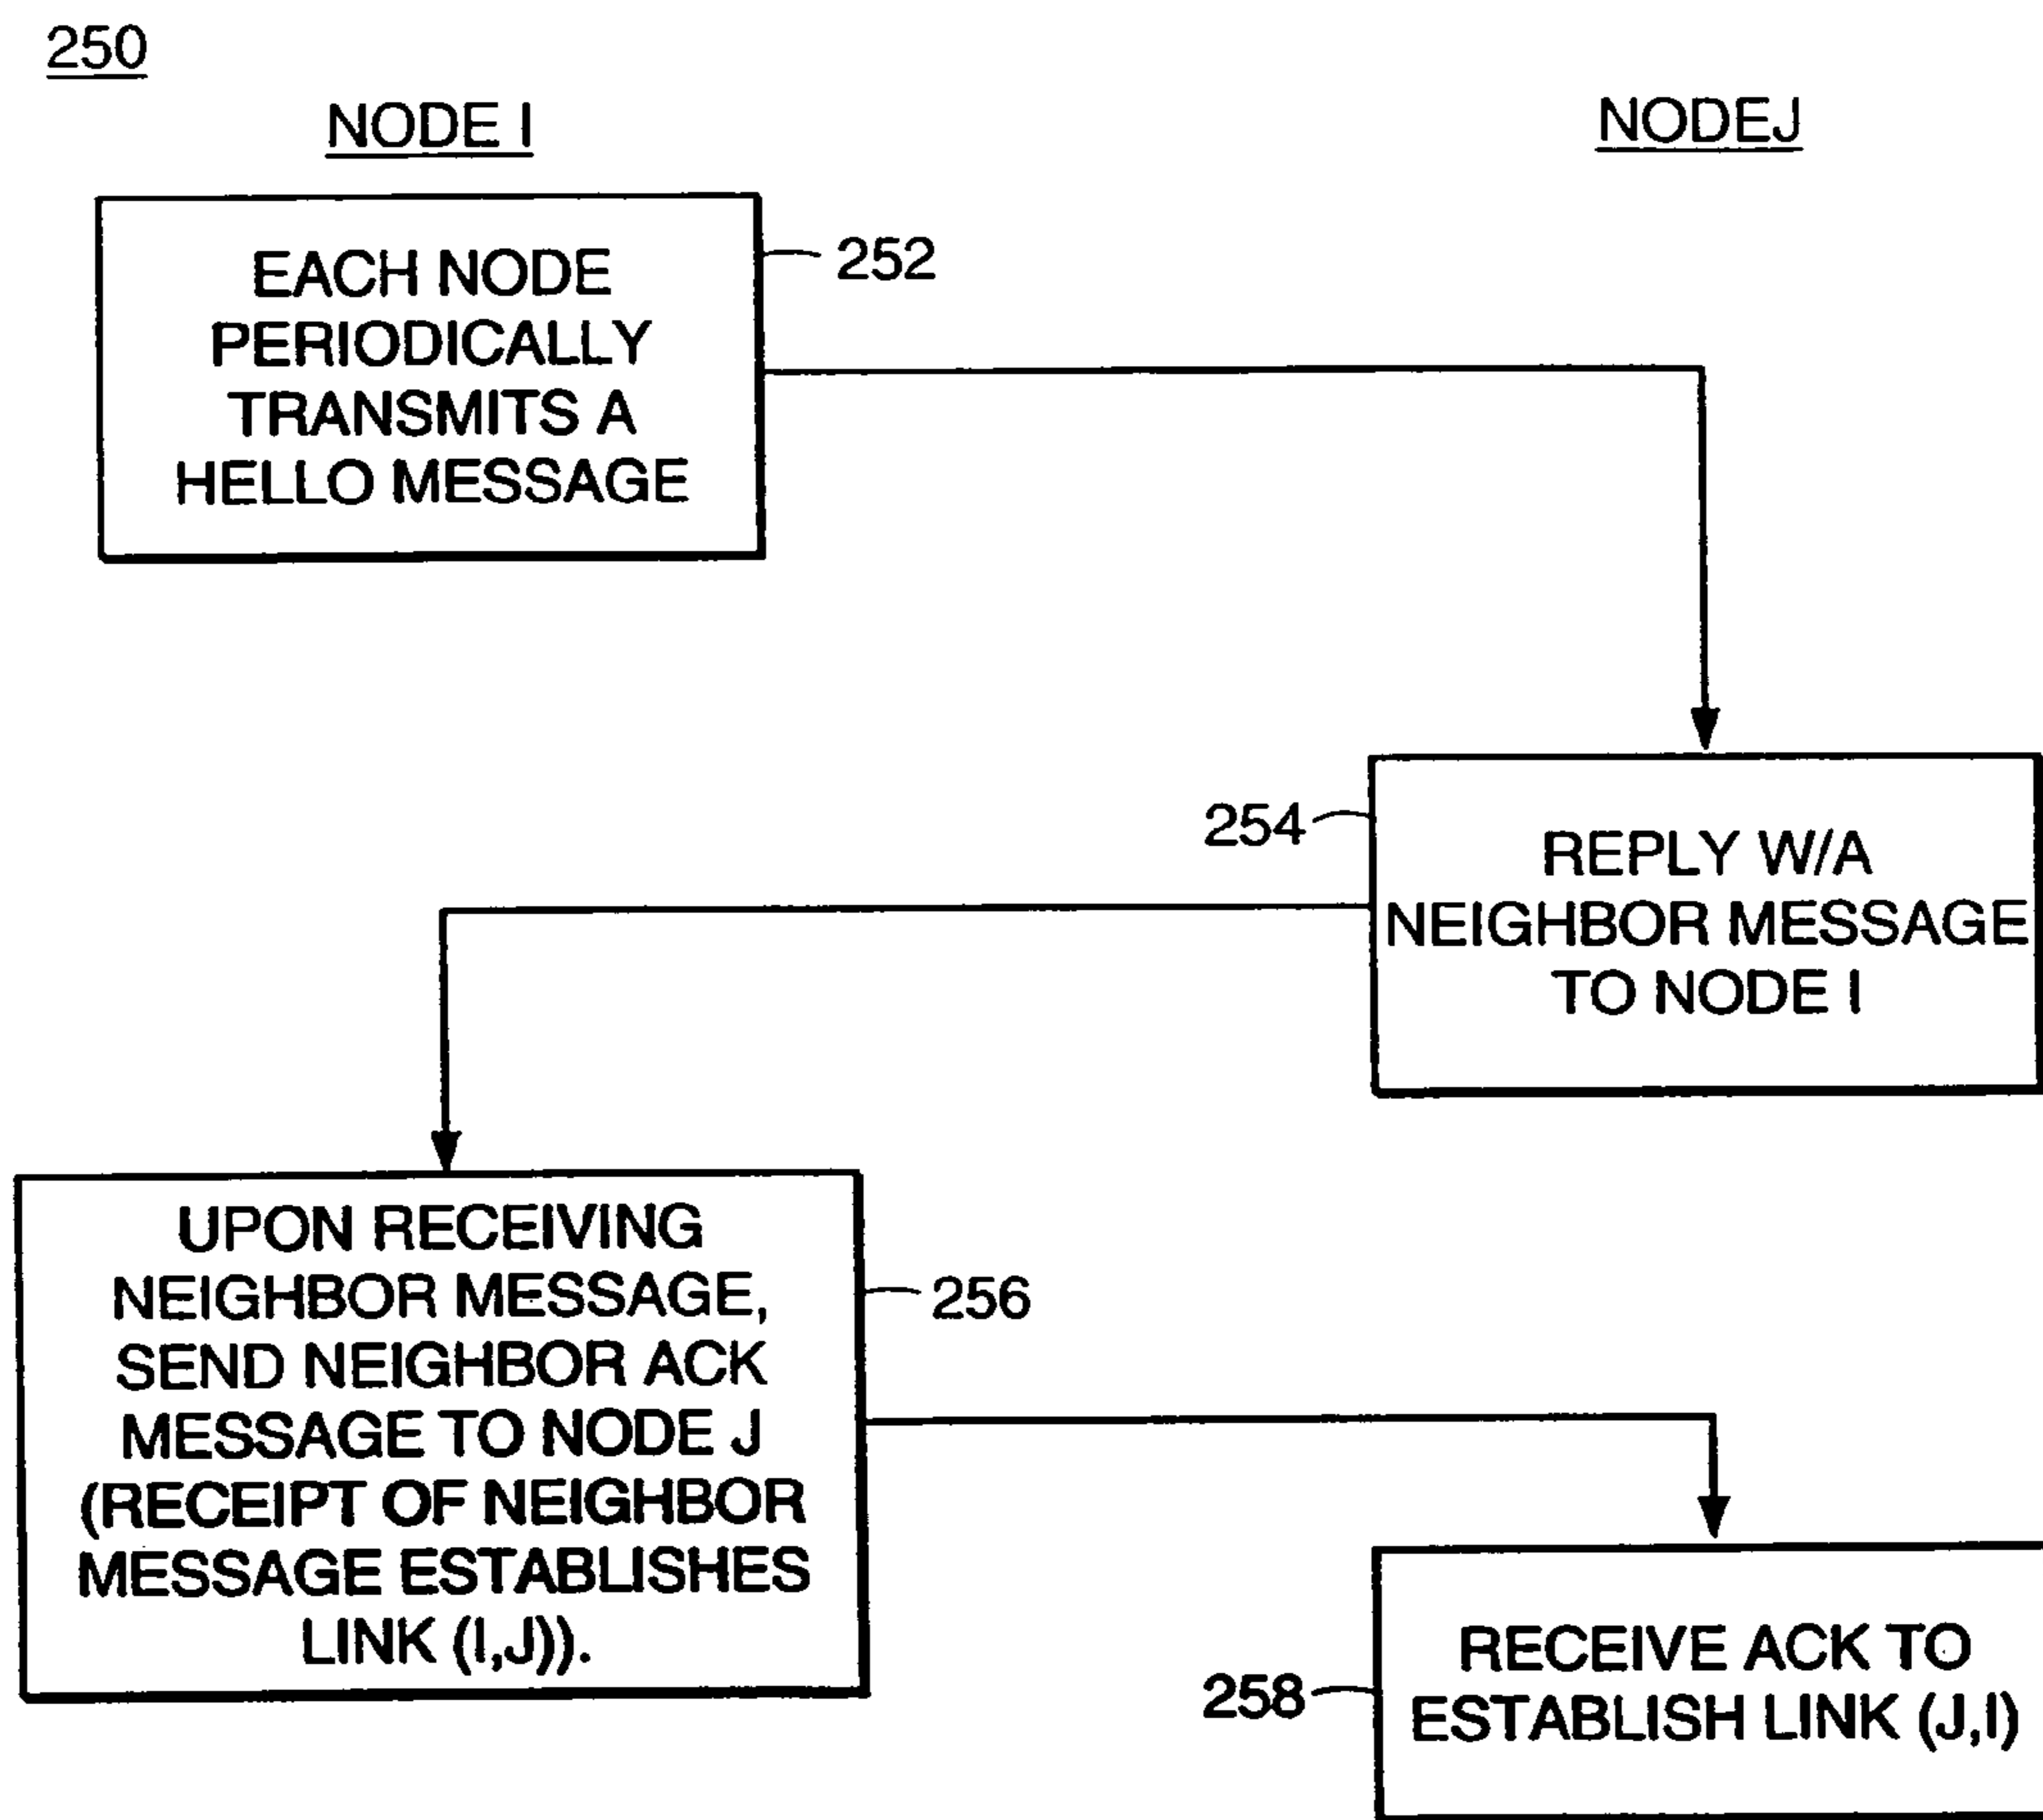 250
NODE I
NODEJ
EACH NODE
PERIODICALLY
TRANSMITS A
HELLO MESSAGE
252
254
REPLY W/A
NEIGHBOR MESSAGE
TO NODE I
UPON RECEIVING
NEIGHBOR MESSAGE,
SEND NEIGHBOR ACK
MESSAGE TO NODE J
(RECEIPT OF NEIGHBOR
MESSAGE ESTABLISHES
LINK (I,J)).
256
258
RECEIVE ACK TO
ESTABLISH LINK (J,I)